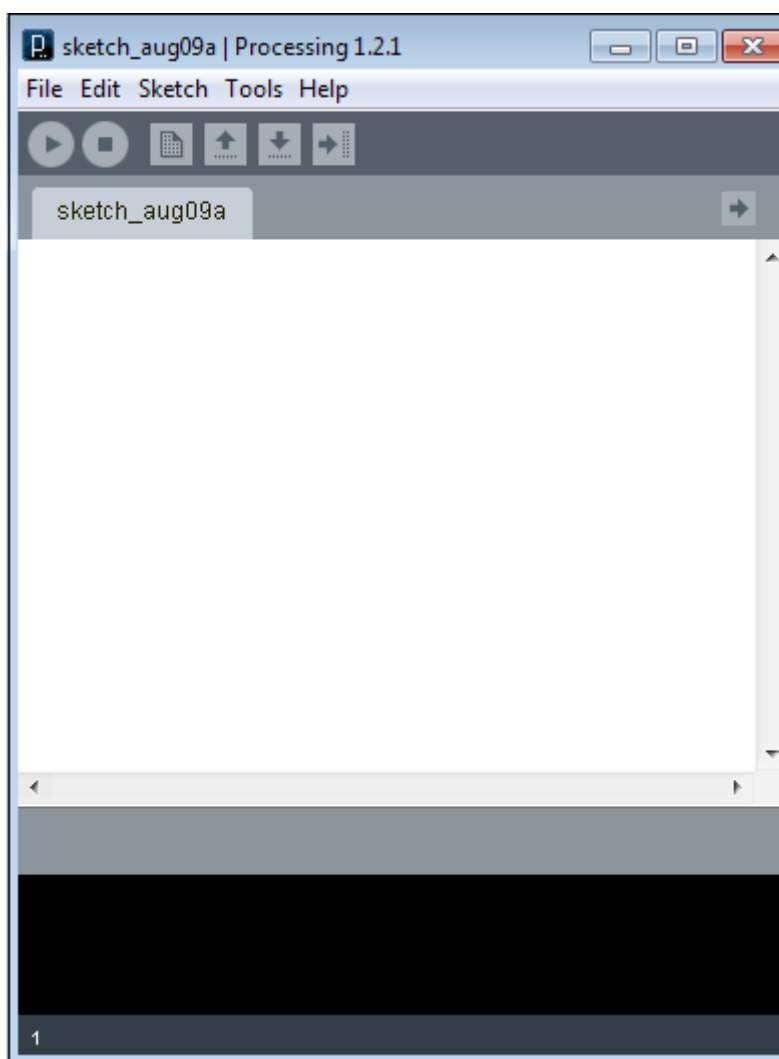 sketch_aug09a | Processing 1.2.1
File Edit Sketch Tools Help
sketch_aug09a
1